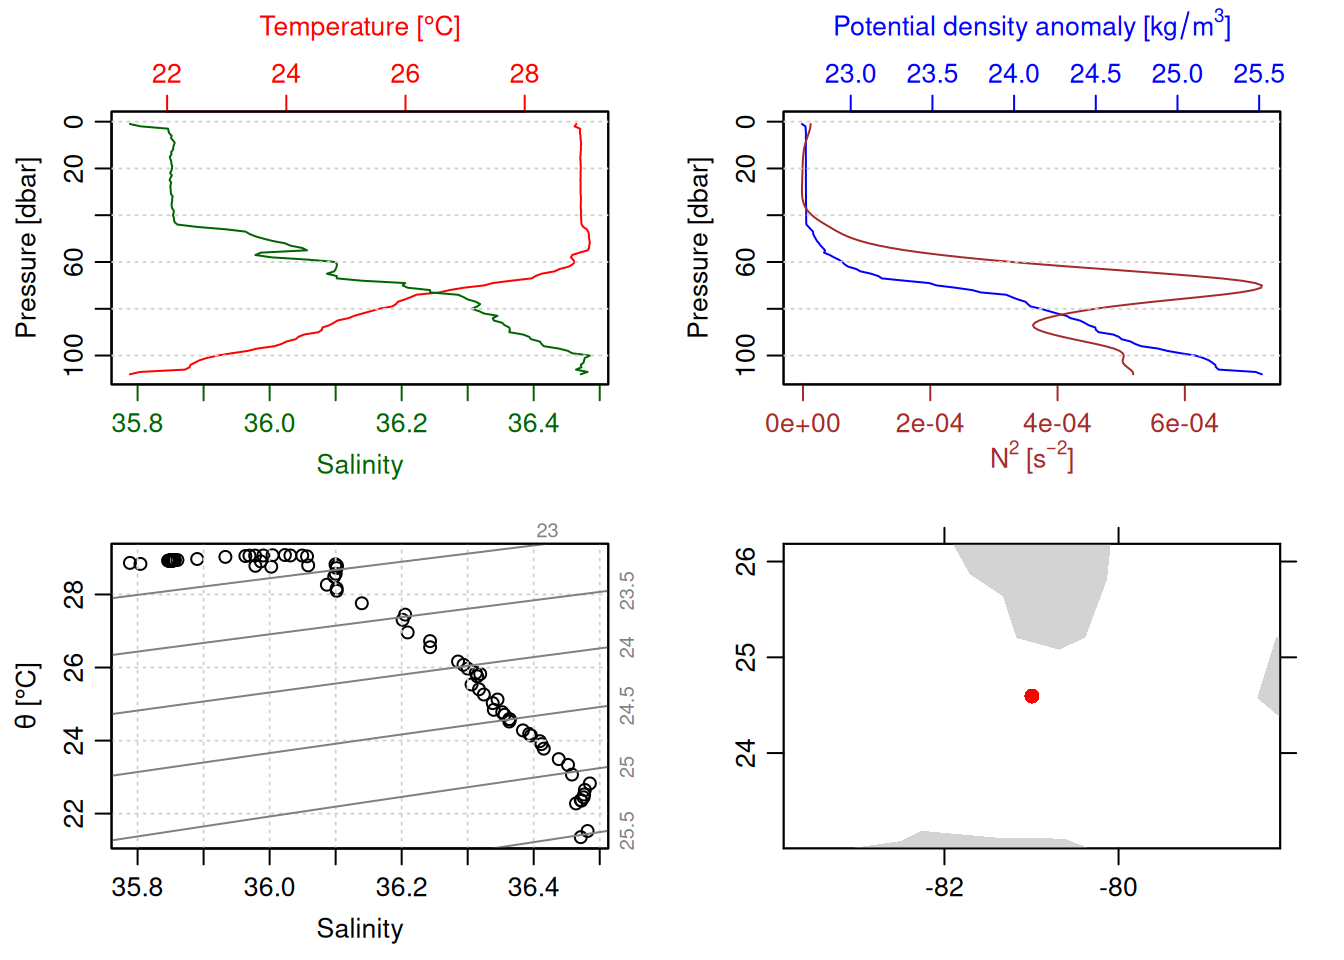 Temperature [°C]
22 24 26 28
Pressure [dbar]
0 20 60 100
35.8 36.0 36.2 36.4
Salinity
Potential density anomaly [kg/m³]
23.0 23.5 24.0 24.5 25.0 25.5
Pressure [dbar]
0 20 60 100
0e+00 2e-04 4e-04 6e-04
N² [s⁻²]
23
23.5
24
24.5
25
25.5
θ [°C]
28 26 24 22
35.8 36.0 36.2 36.4
Salinity
26
25
24
-82 -80